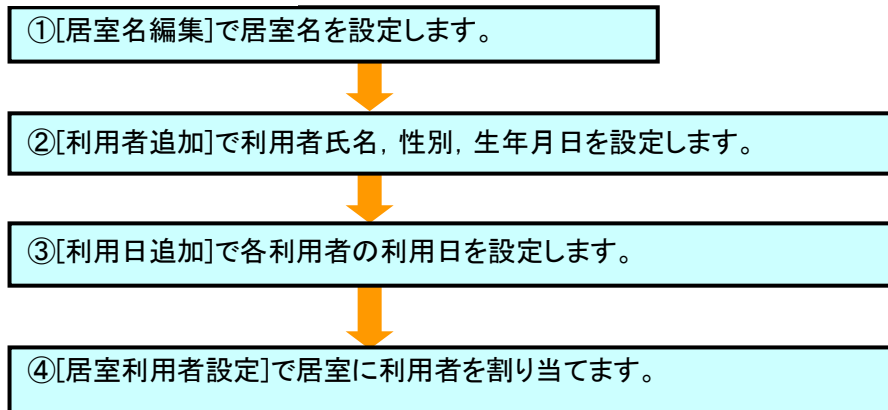 ①[居室名編集]で居室名を設定します。
②[利用者追加]で利用者氏名，性別，生年月日を設定します。
③[利用日追加]で各利用者の利用日を設定します。
④[居室利用者設定]で居室に利用者を割り当てます。